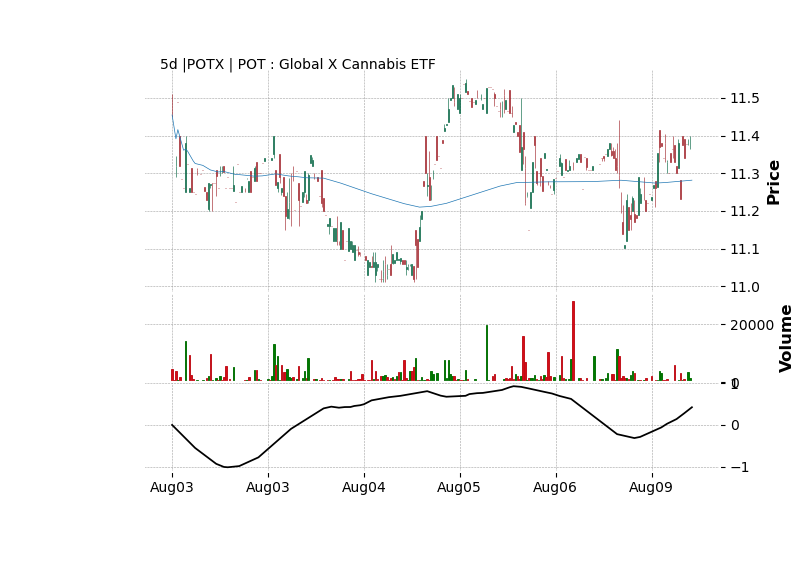 5d |POTX | POT : Global X Cannabis ETF
11.5
11.4
11.3
11.2
11.1
11.0
Price
20000
0
Volume
1
0
−1
Aug03
Aug03
Aug04
Aug05
Aug06
Aug09